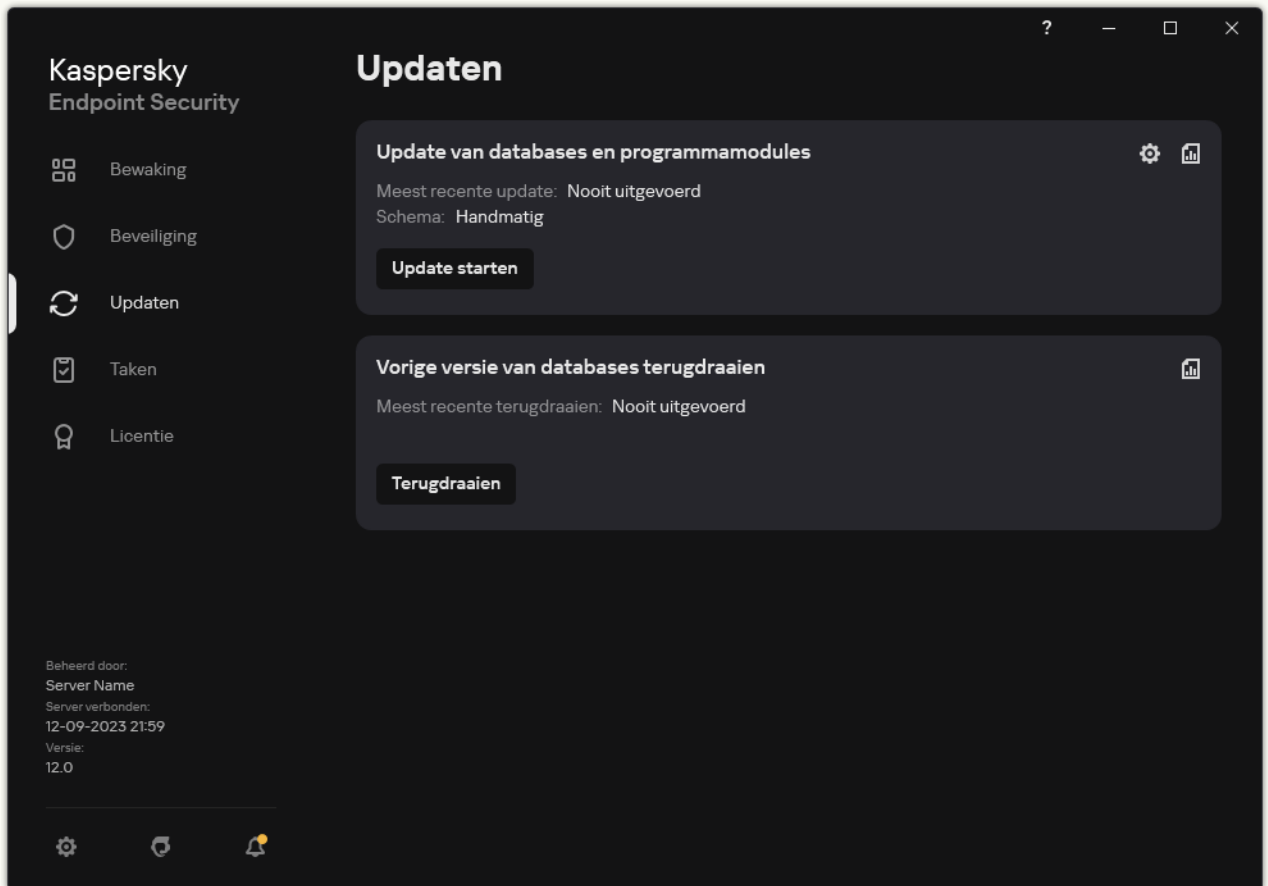 ?
Kaspersky
Endpoint Security
Bewaking
Beveiliging
Updaten
Taken
Licentie
Beheerd door:
Server Name
Server verbonden:
12-09-2023 21:59
Versie:
12.0
Updaten
Update van databases en programmamodules
Meest recente update: Nooit uitgevoerd
Schema: Handmatig
Update starten
Vorige versie van databases terugdraaien
Meest recente terugdraaien: Nooit uitgevoerd
Terugdraaien